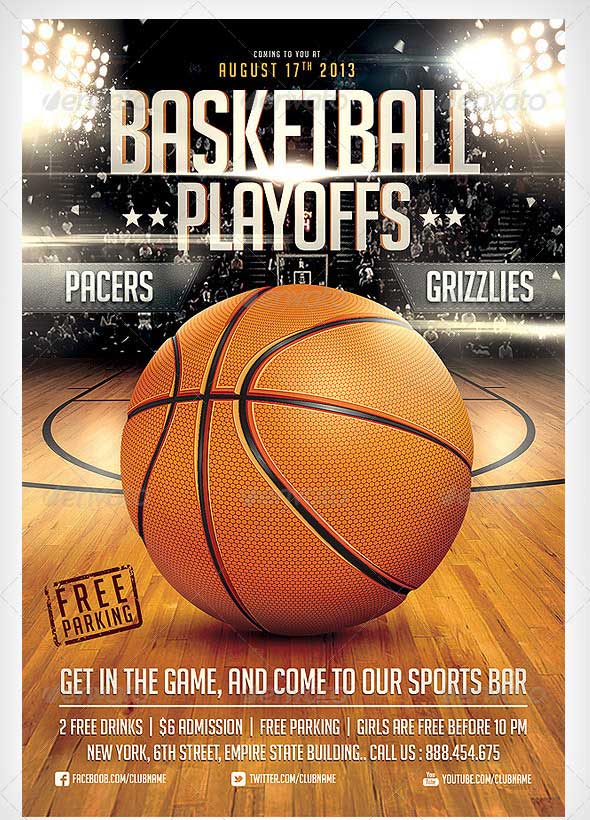 COMING TO YOU AT
AUGUST 17TH 2013
BASKETBALL
PLAYOFFS
PACERS
GRIZZLIES
FREE
PARKING
GET IN THE GAME, AND COME TO OUR SPORTS BAR
2 FREE DRINKS | $6 ADMISSION | FREE PARKING | GIRLS ARE FREE BEFORE 10 PM
NEW YORK, 6TH STREET, EMPIRE STATE BUILDING.. CALL US : 888.454.675
FACEBOOB.COM/CLUBNAME TWITTER.COM/CLUBNAME You Tube YOUTUBE.COM/CLUBNAME
envato